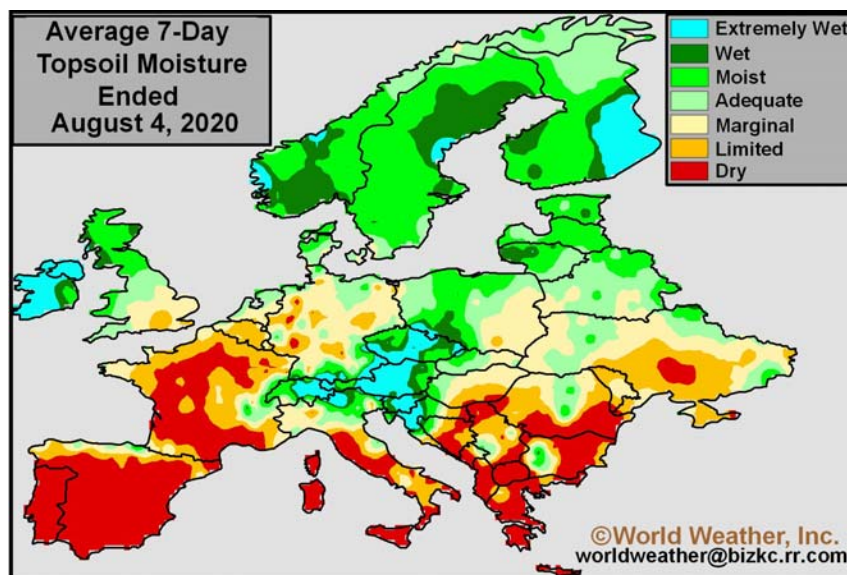 Average 7-Day
Topsoil Moisture
Ended
August 4, 2020
Extremely Wet
Wet
Moist
Adequate
Marginal
Limited
Dry
©World Weather, Inc.
worldweather@bizkc.rr.com